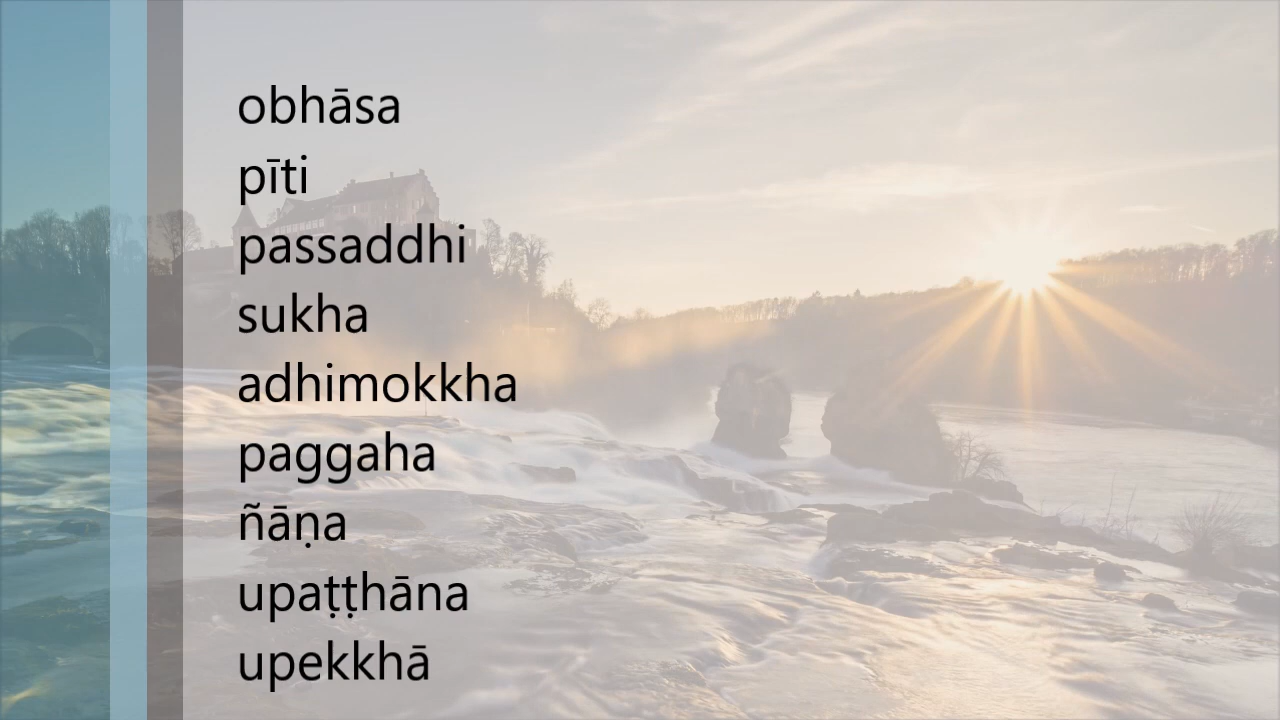 obhāsa
pīti
passaddhi
sukha
adhimokkha
paggaha
ñāṇa
upaṭṭhāna
upekkhā